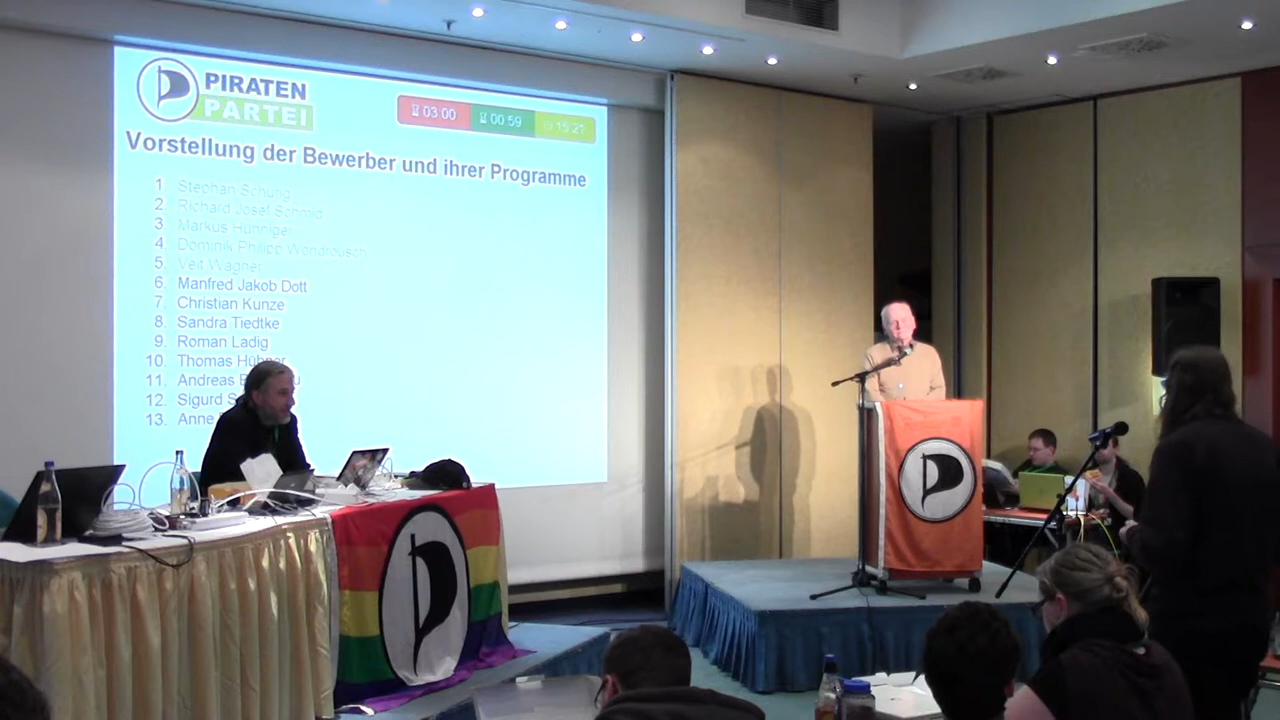 PIRATEN
PARTEI
03:00 00:59 15:21
Vorstellung der Bewerber und ihrer Programme
1. Stephan Schurig
2. Richard Josef Schmid
3. Markus Hünniger
4. Dominik Philipp Wondrousch
5. Veit Wagner
6. Manfred Jakob Dott
7. Christian Kunze
8. Sandra Tiedtke
9. Roman Ladig
10. Thomas Hübner
11. Andreas
12. Sigurd
13. Anne